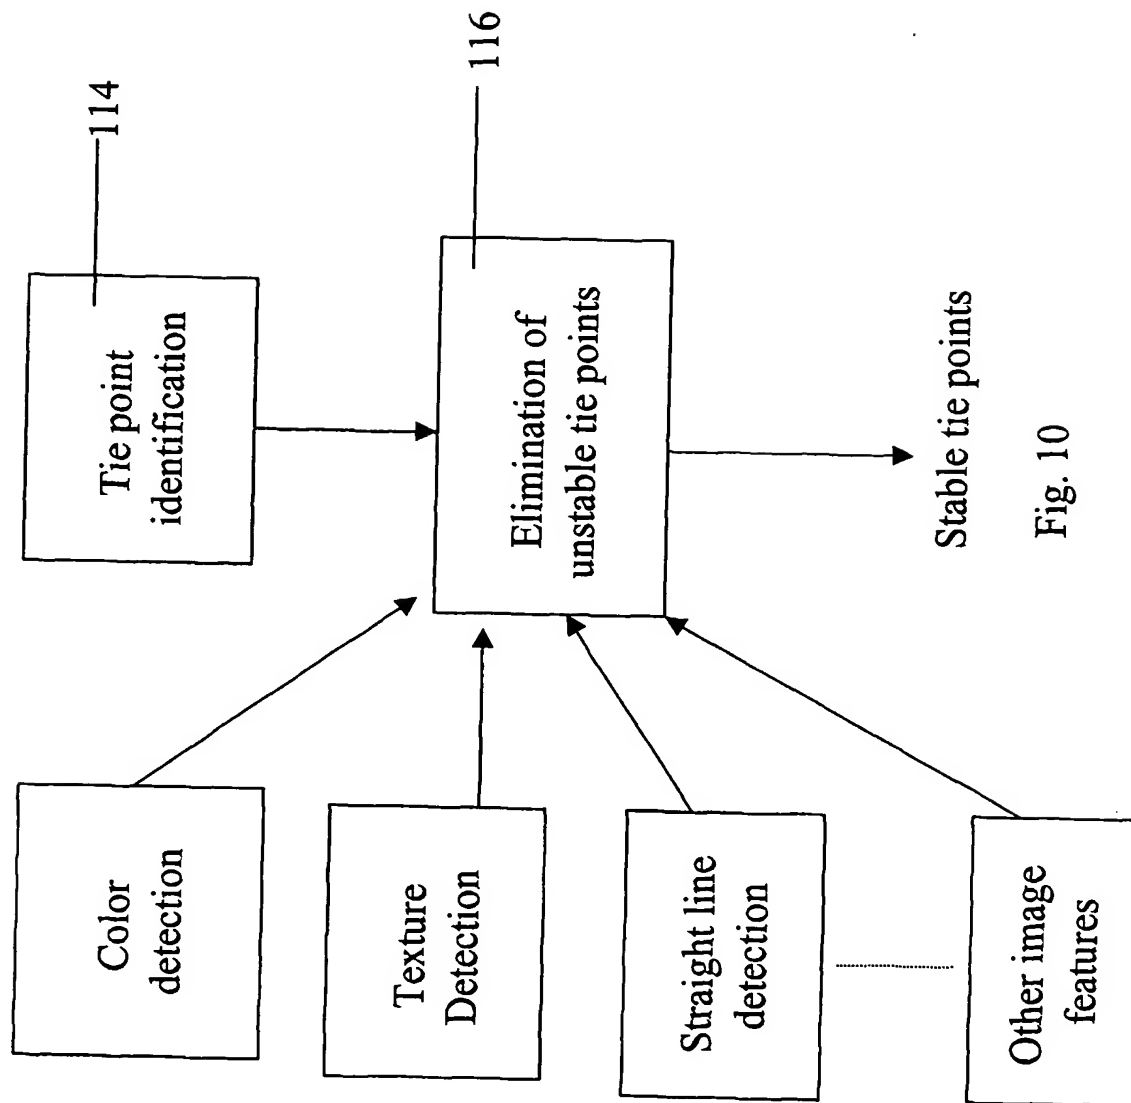 114
Tie point
identification
116
Elimination of
unstable tie points
Color
detection
Texture
Detection
Straight line
detection
Other image
features
Stable tie points
Fig. 10